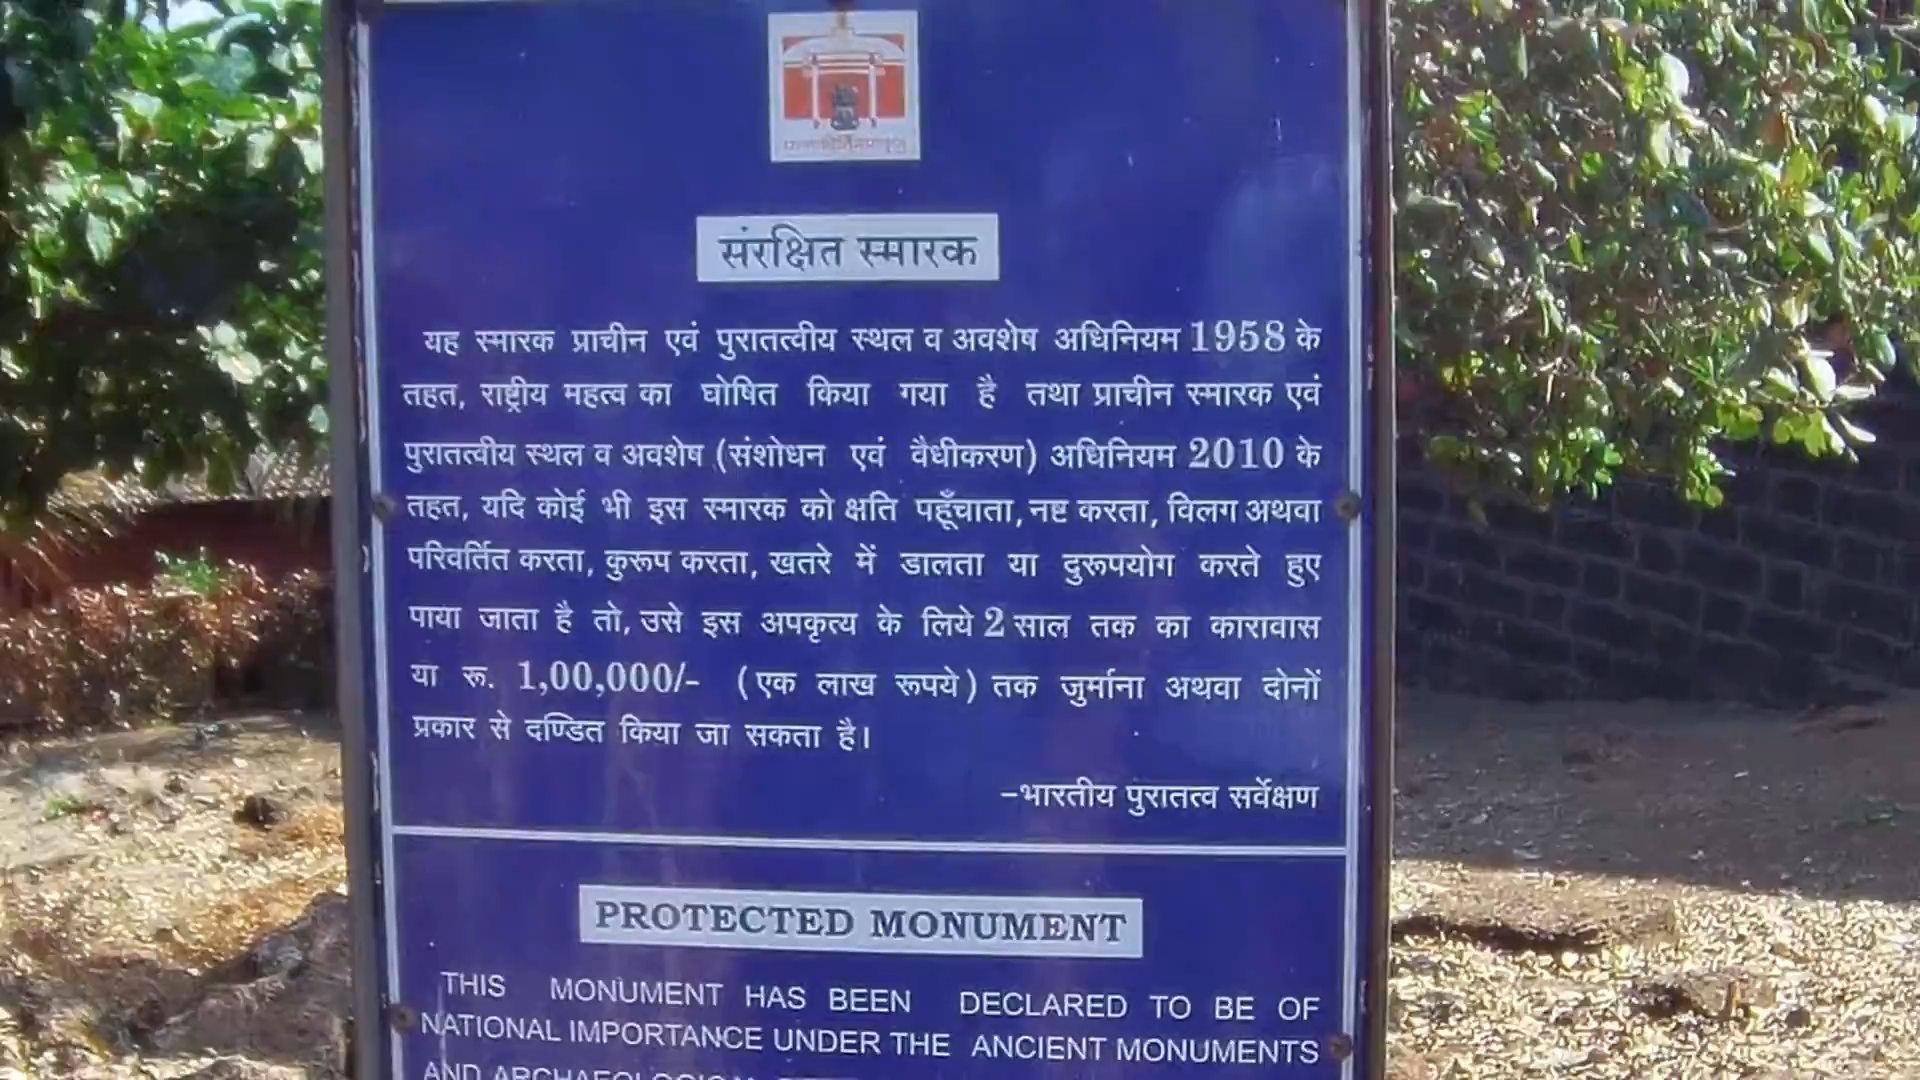 संरक्षित स्मारक
यह स्मारक प्राचीन एवं पुरातत्वीय स्थल व अवशेष अधिनियम 1958 के
तहत, राष्ट्रीय महत्व का घोषित किया गया है तथा प्राचीन स्मारक एवं
पुरातत्वीय स्थल व अवशेष (संशोधन एवं वैधीकरण) अधिनियम 2010 के
तहत, यदि कोई भी इस स्मारक को क्षति पहूँचाता, नष्ट करता, विलग अथवा
परिवर्तित करता, कुरूप करता, खतरे में डालता या दुरूपयोग करते हुए
पाया जाता है तो, उसे इस अपकृत्य के लिये 2 साल तक का कारावास
या रू. 1,00,000/- (एक लाख रूपये) तक जुर्माना अथवा दोनों
प्रकार से दण्डित किया जा सकता है।
–भारतीय पुरातत्व सर्वेक्षण
PROTECTED MONUMENT
THIS MONUMENT HAS BEEN DECLARED TO BE OF
NATIONAL IMPORTANCE UNDER THE ANCIENT MONUMENTS
AND ARCHAEOLOGICAL